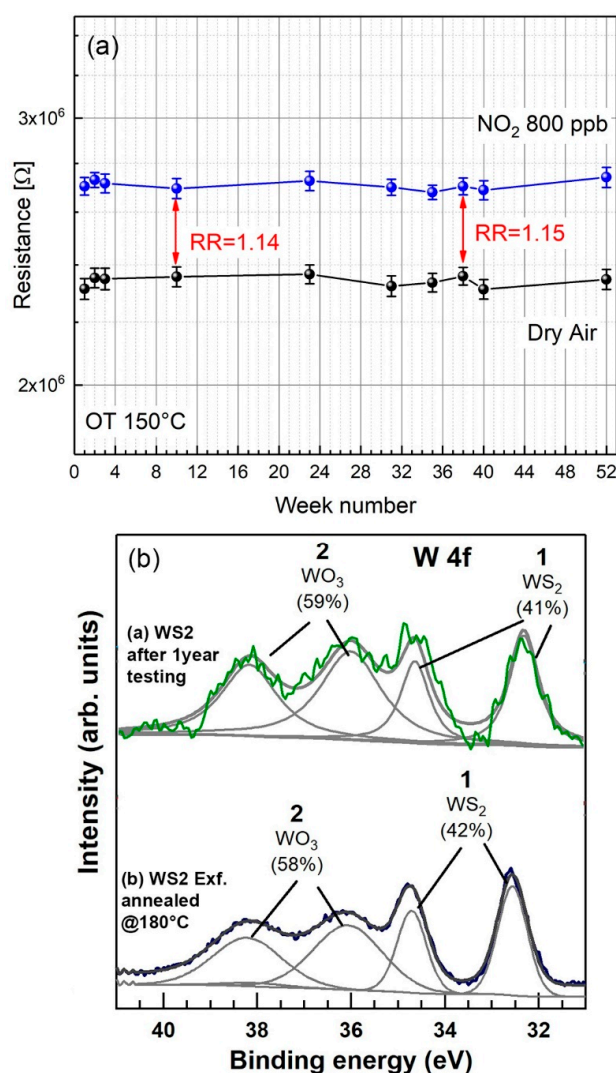 (a)
3x10⁶
NO₂ 800 ppb
Resistance [Ω]
RR=1.14
RR=1.15
Dry Air
2x10⁶
OT 150°C
0 4 8 12 16 20 24 28 32 36 40 44 48 52
Week number
(b)
2
W 4f
1
WO₃
WS₂
(59%)
(41%)
(a) WS2
after 1year
testing
Intensity (arb. units)
1
2
WS₂
WO₃
(42%)
(58%)
(b) WS2 Exf.
annealed
@180°C
40 38 36 34 32
Binding energy (eV)